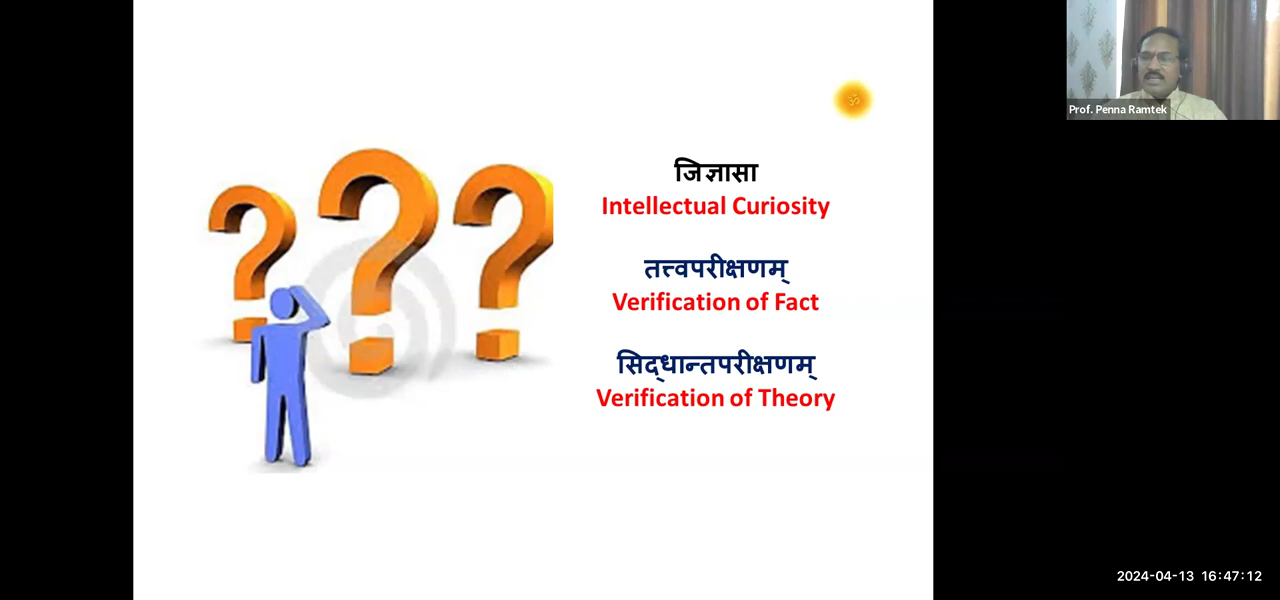 Prof. Penna Ramtek
ॐ
जिज्ञासा
Intellectual Curiosity
तत्त्वपरीक्षणम्
Verification of Fact
सिद्धान्तपरीक्षणम्
Verification of Theory
2024-04-13 16:47:12